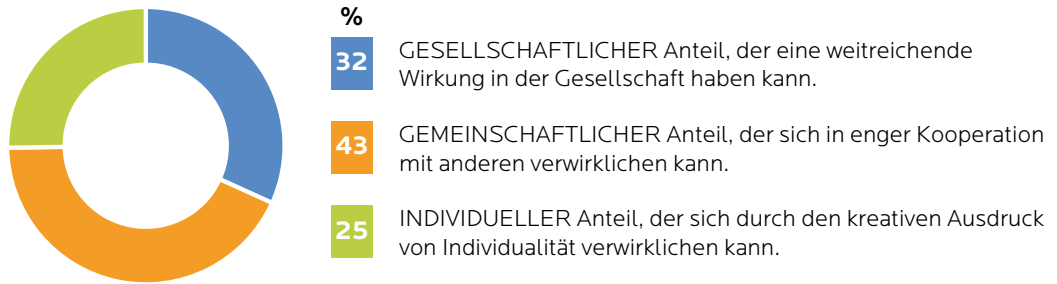 %
32 GESELLSCHAFTLICHER Anteil, der eine weitreichende
Wirkung in der Gesellschaft haben kann.
43 GEMEINSCHAFTLICHER Anteil, der sich in enger Kooperation
mit anderen verwirklichen kann.
25 INDIVIDUELLER Anteil, der sich durch den kreativen Ausdruck
von Individualität verwirklichen kann.